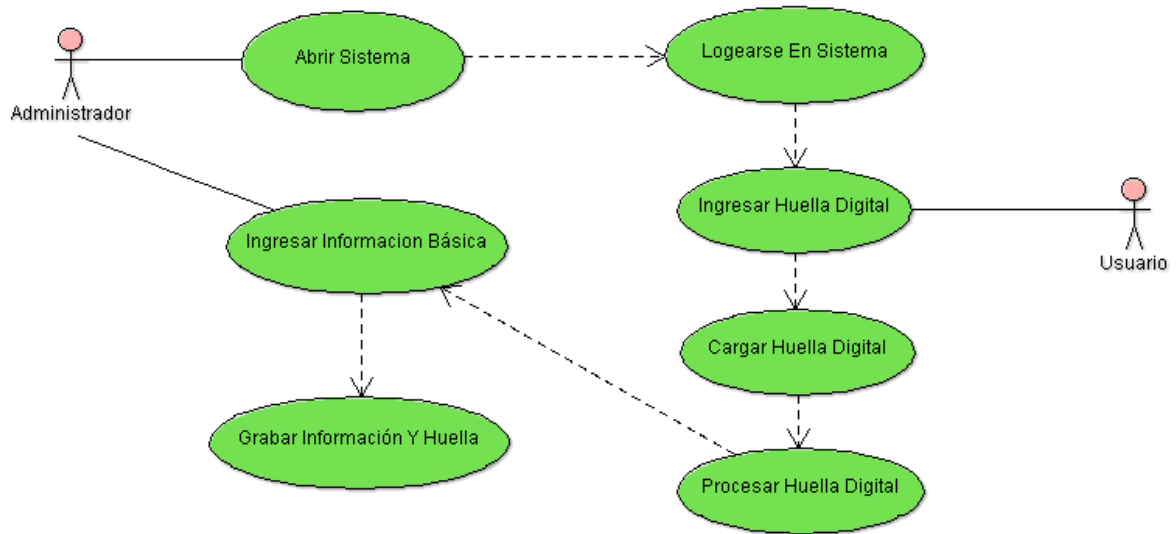 Abrir Sistema
Logearse En Sistema
Administrador
Ingresar Huella Digital
Ingresar Informacion Básica
Usuario
Cargar Huella Digital
Grabar Información Y Huella
Procesar Huella Digital